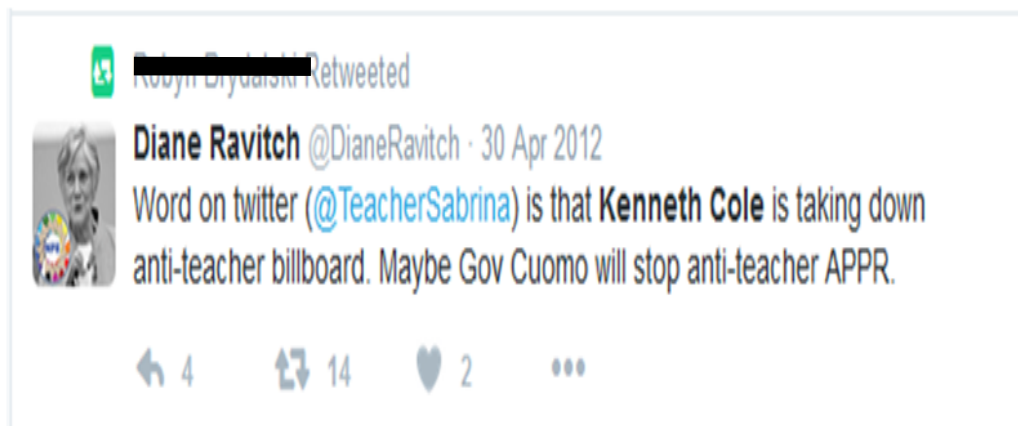 Retweeted
Diane Ravitch @DianeRavitch · 30 Apr 2012
Word on twitter (@TeacherSabrina) is that Kenneth Cole is taking down
anti-teacher billboard. Maybe Gov Cuomo will stop anti-teacher APPR.
4 14 2